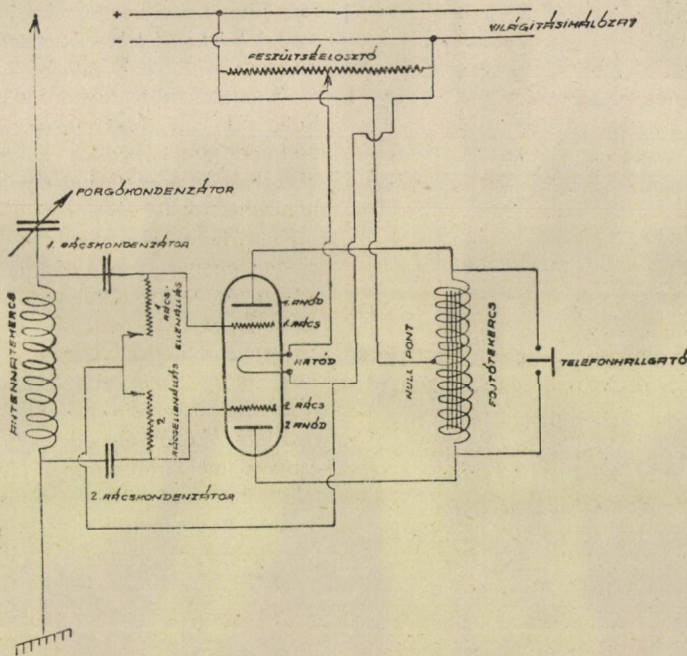 +
VILÁGITÁSIHÁLÓZAT
-
FESZÜLTSÉGELOSZTÓ
FORGÓKONDENZÁTOR
1. RÁCSKONDENZÁTOR
ANTENNATEKERCS
1 RÁCS-
ELLENÁLLÁS
1. ANÓD
1. RÁCS
KATÓD
2 RÁCS
2 ANÓD
2 RÁCSELLENÁLLÁS
2. RÁCSKONDENZÁTOR
NULL PONT
FOJTÓTEKERCS
TELEFONHALLGATÓ